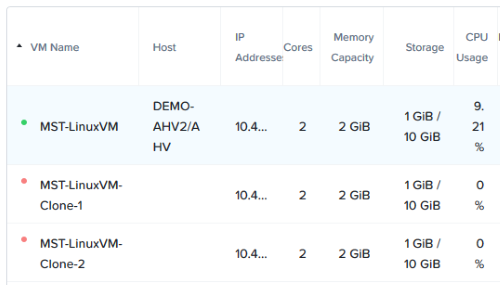 VM Name Host IP Addresses Cores Memory Capacity Storage CPU Usage
MST-LinuxVM DEMO-AHV2/AHV 10.4... 2 2 GiB 1 GiB / 10 GiB 9.21 %
MST-LinuxVM-Clone-1 10.4... 2 2 GiB 1 GiB / 10 GiB 0 %
MST-LinuxVM-Clone-2 10.4... 2 2 GiB 1 GiB / 10 GiB 0 %